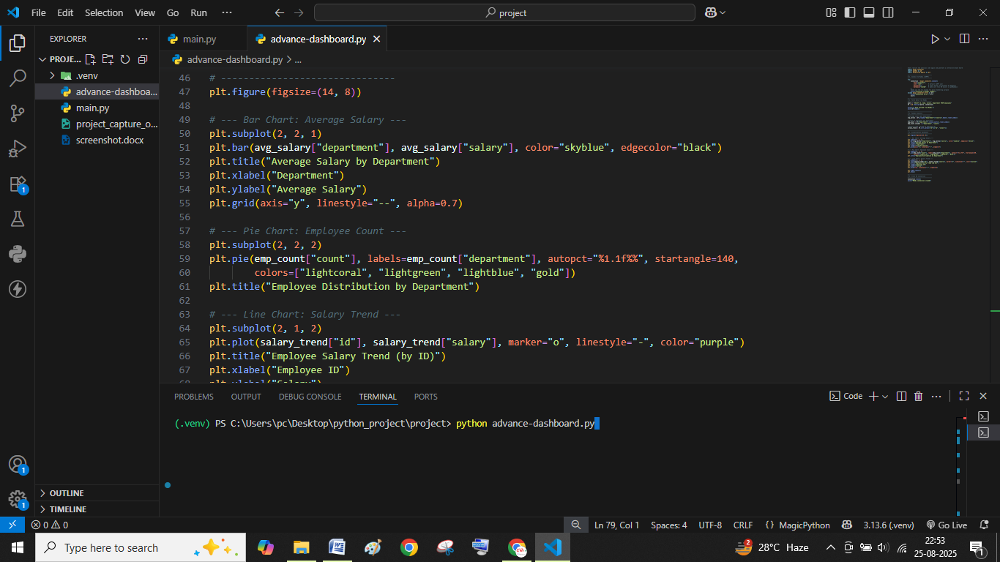 File Edit Selection View Go Run ··· project
EXPLORER ···
PROJE...
.venv
advance-dashboa...
main.py
project_capture_o...
screenshot.docx
OUTLINE
TIMELINE
main.py advance-dashboard.py
advance-dashboard.py > ...
46 # -------------------------------
47 plt.figure(figsize=(14, 8))
48
49 # --- Bar Chart: Average Salary ---
50 plt.subplot(2, 2, 1)
51 plt.bar(avg_salary["department"], avg_salary["salary"], color="skyblue", edgecolor="black")
52 plt.title("Average Salary by Department")
53 plt.xlabel("Department")
54 plt.ylabel("Average Salary")
55 plt.grid(axis="y", linestyle="--", alpha=0.7)
56
57 # --- Pie Chart: Employee Count ---
58 plt.subplot(2, 2, 2)
59 plt.pie(emp_count["count"], labels=emp_count["department"], autopct="%1.1f%%", startangle=140,
60 colors=["lightcoral", "lightgreen", "lightblue", "gold"])
61 plt.title("Employee Distribution by Department")
62
63 # --- Line Chart: Salary Trend ---
64 plt.subplot(2, 1, 2)
65 plt.plot(salary_trend["id"], salary_trend["salary"], marker="o", linestyle="-", color="purple")
66 plt.title("Employee Salary Trend (by ID)")
67 plt.xlabel("Employee ID")
68 plt.ylabel("Salary")
PROBLEMS OUTPUT DEBUG CONSOLE TERMINAL PORTS
Code
(.venv) PS C:\Users\pc\Desktop\python_project\project> python advance-dashboard.py
1
1
1
0 0 Ln 79, Col 1 Spaces: 4 UTF-8 CRLF { } MagicPython 3.13.6 (.venv) Go Live
Type here to search 28°C Haze 22:53
25-08-2025
2
1